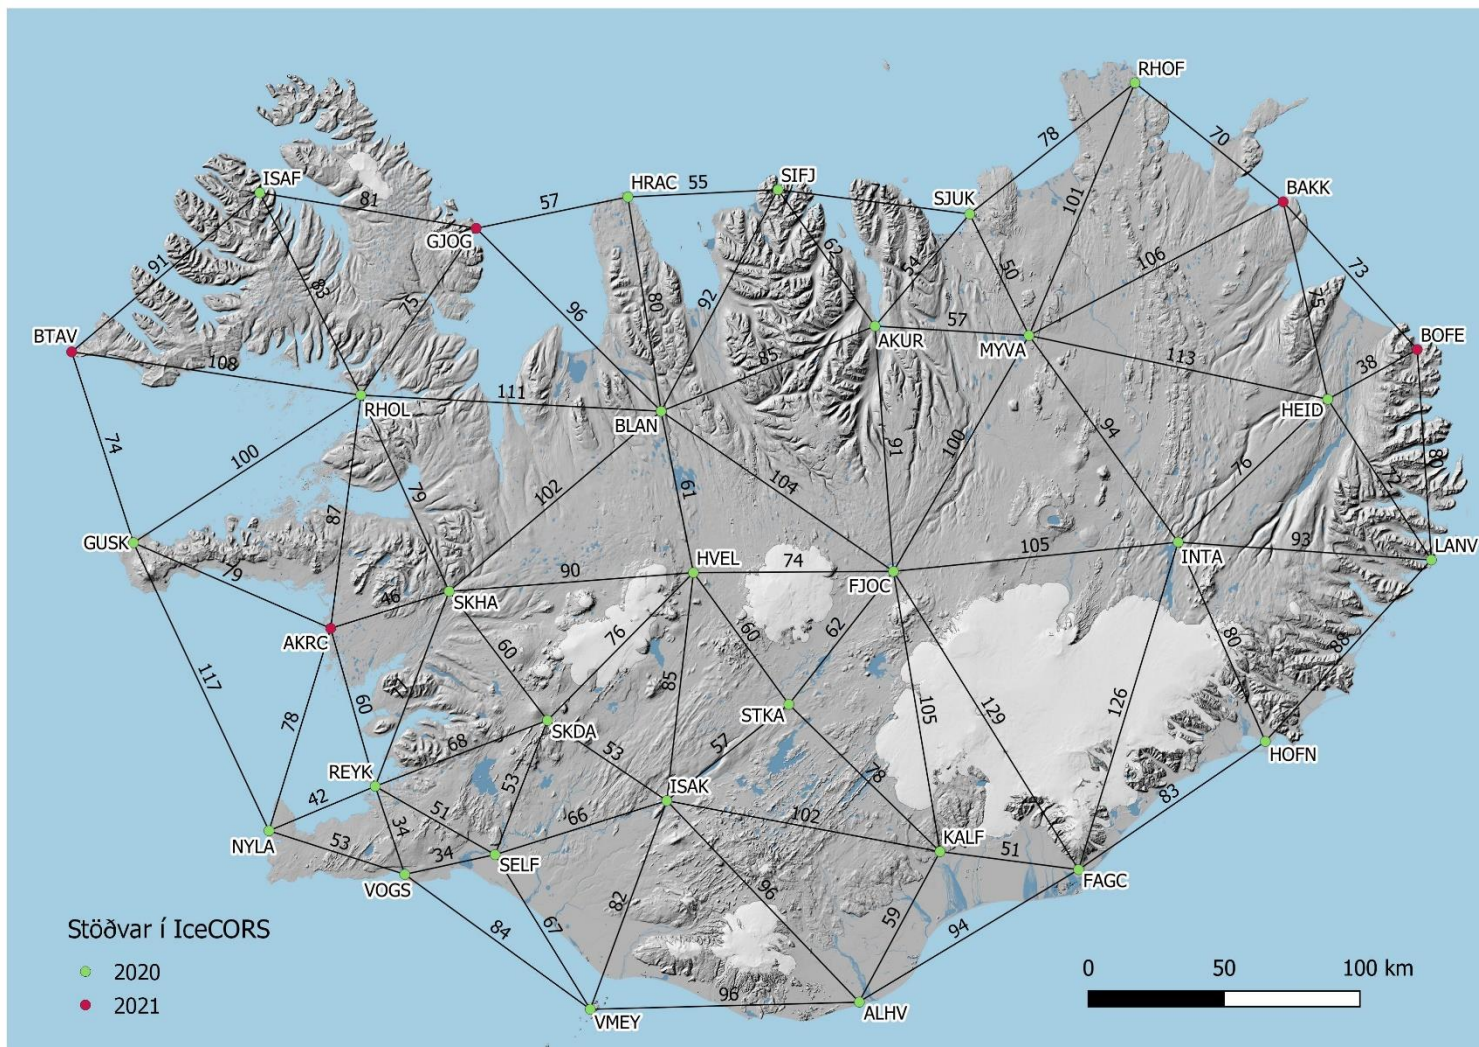 RHOF
78
70
ISAF
SIFJ
BAKK
HRAC
55
SJUK
81
57
101
GJOG
62
54
50
106
73
91
83
75
96
80
92
75
BTAV
AKUR
57
MYVA
BOFE
108
85
113
38
RHOL
111
BLAN
HEID
74
100
94
91
100
76
72
80
79
102
61
104
87
GUSK
HVEL
74
105
INTA
93
LANV
79
90
FJOC
46
SKHA
AKRC
76
60
62
60
80
88
117
77
85
105
129
126
78
60
STKA
SKDA
HOFN
68
53
57
REYK
53
ISAK
78
83
42
51
66
102
34
NYLA
53
34
SELF
KALF
51
VOGS
FAGC
96
82
59
Stöðvar í IceCORS
84
67
94
2020
0 50 100 km
2021
96
VMEY
ALHV